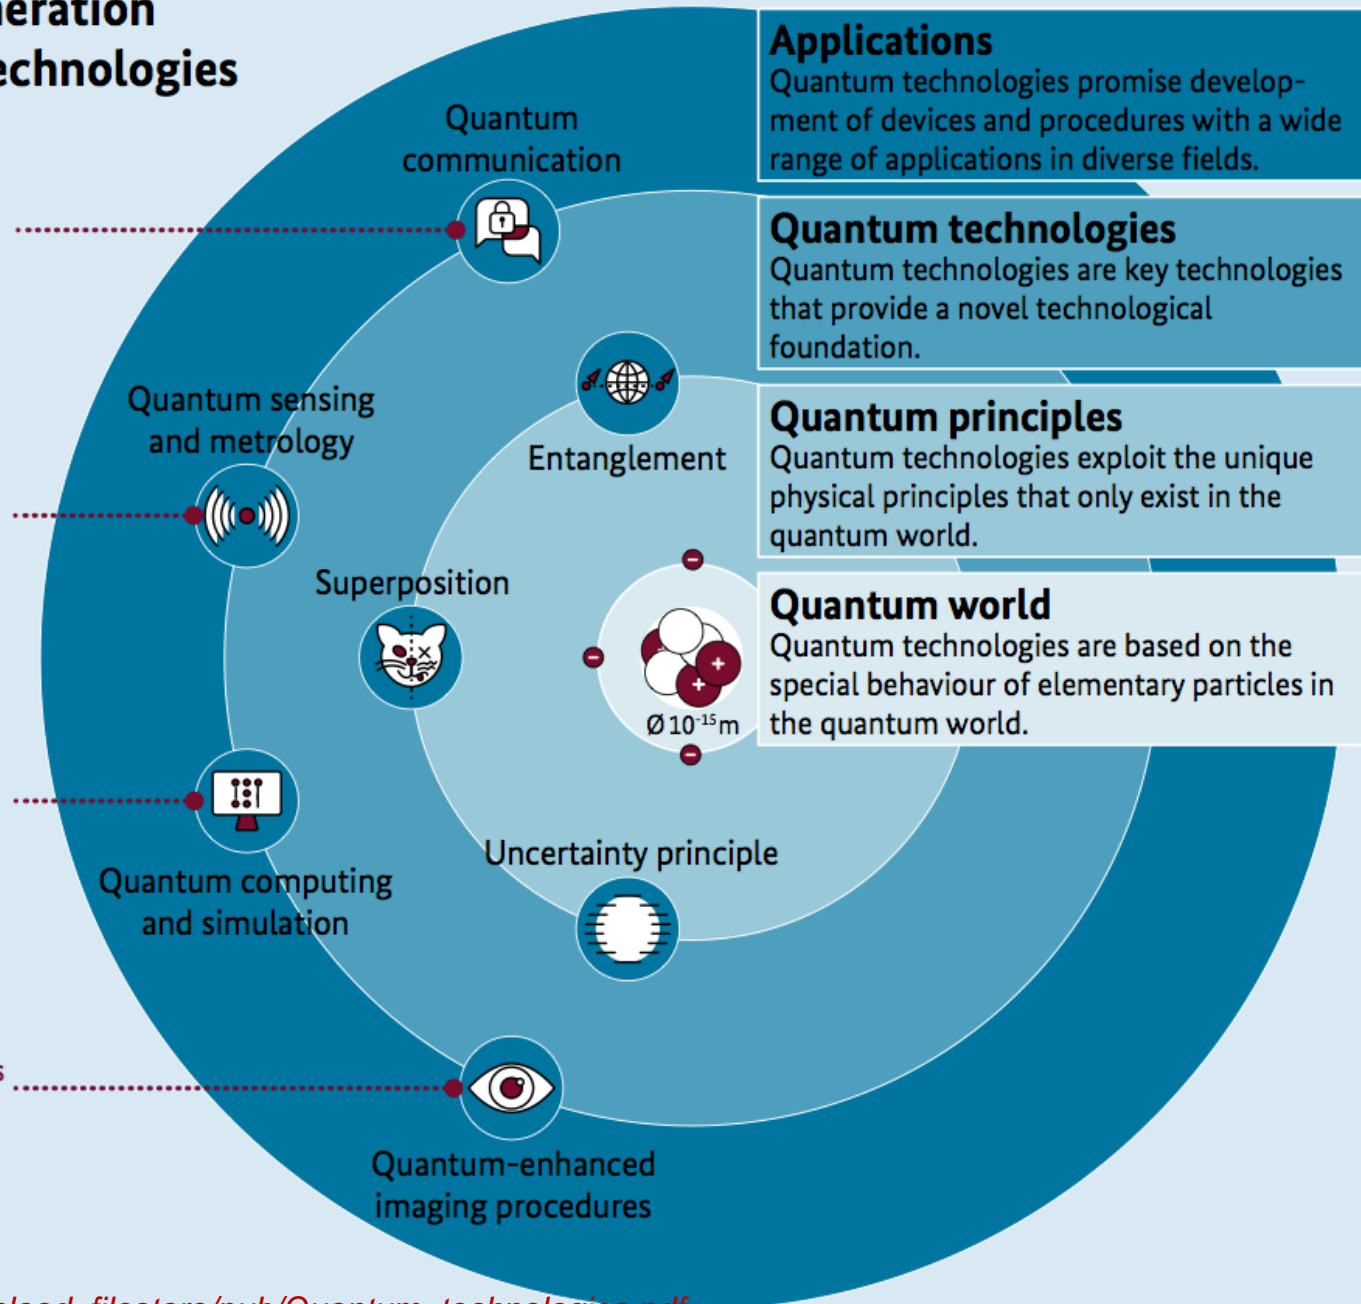 neration
echnologies
Applications
Quantum technologies promise develop-
ment of devices and procedures with a wide
range of applications in diverse fields.
Quantum
communication
Quantum technologies
Quantum technologies are key technologies
that provide a novel technological
foundation.
Quantum sensing
and metrology
Entanglement
Quantum principles
Quantum technologies exploit the unique
physical principles that only exist in the
quantum world.
Superposition
Quantum world
Quantum technologies are based on the
special behaviour of elementary particles in
the quantum world.
− − −
+ +
Ø 10⁻¹⁵ m
Uncertainty principle
Quantum computing
and simulation
s
Quantum-enhanced
imaging procedures